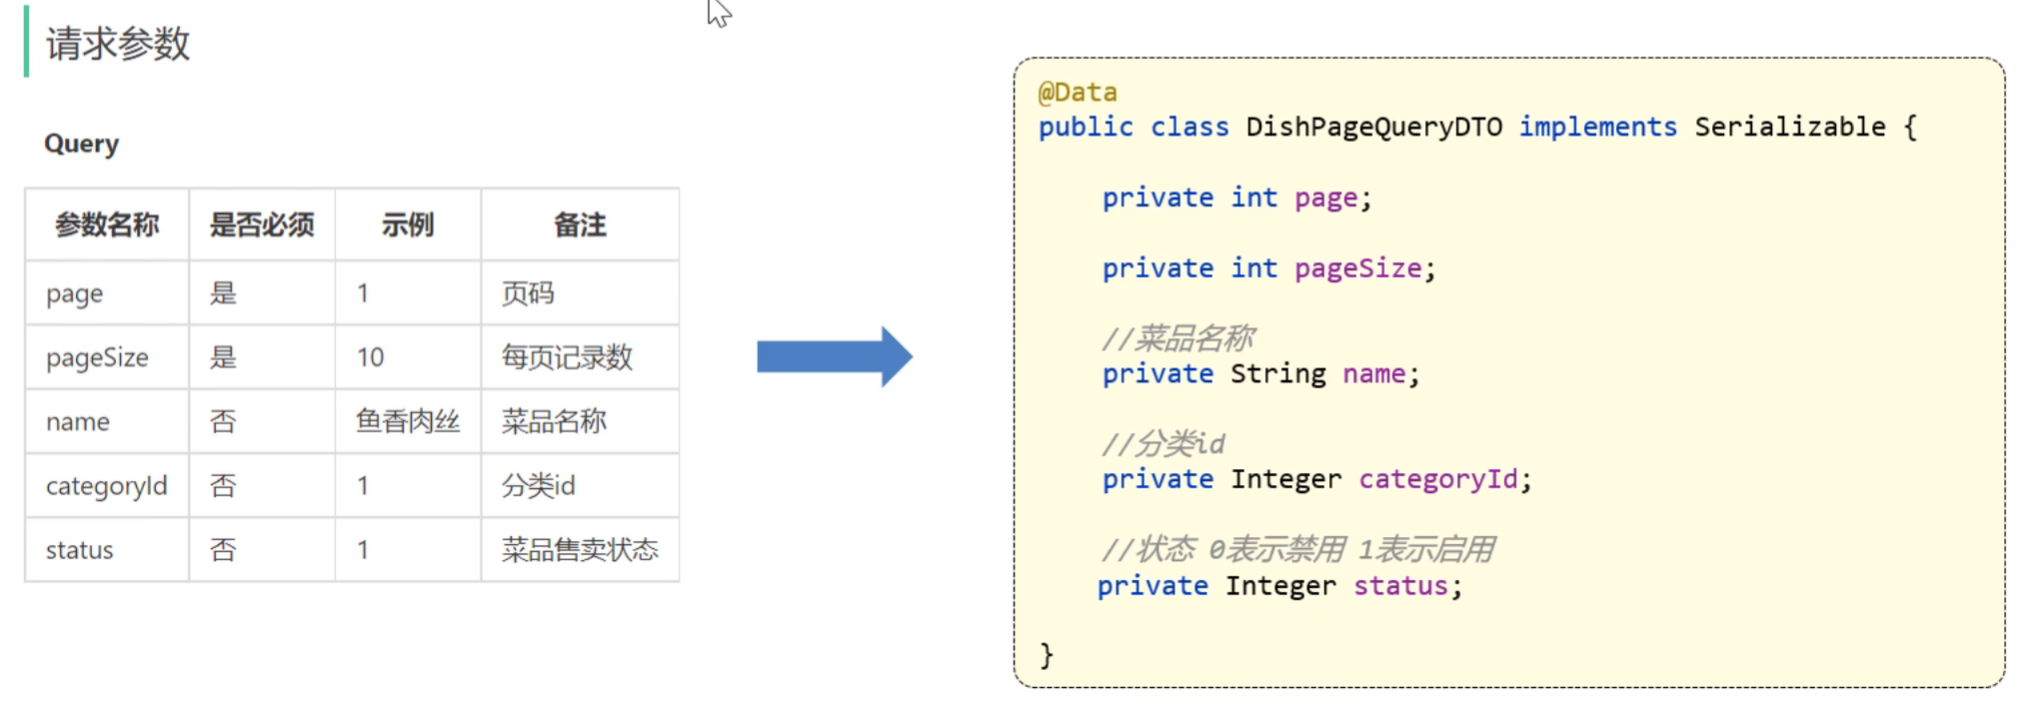 请求参数
Query
参数名称 是否必须 示例 备注
page 是 1 页码
pageSize 是 10 每页记录数
name 否 鱼香肉丝 菜品名称
categoryId 否 1 分类id
status 否 1 菜品售卖状态
@Data
public class DishPageQueryDTO implements Serializable {
private int page;
private int pageSize;
//菜品名称
private String name;
//分类id
private Integer categoryId;
//状态 0表示禁用 1表示启用
private Integer status;
}